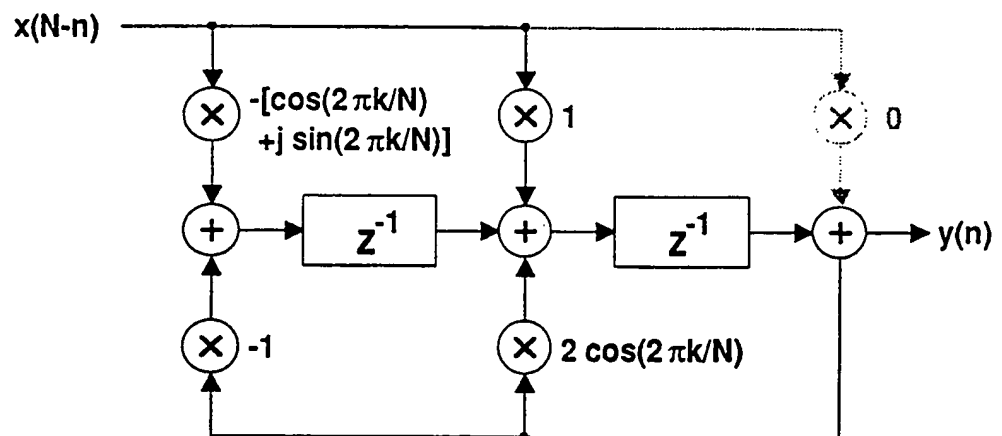 x(N-n)
-[cos(2πk/N)
+j sin(2πk/N)]
1
0
z^-1
z^-1
y(n)
-1
2 cos(2πk/N)